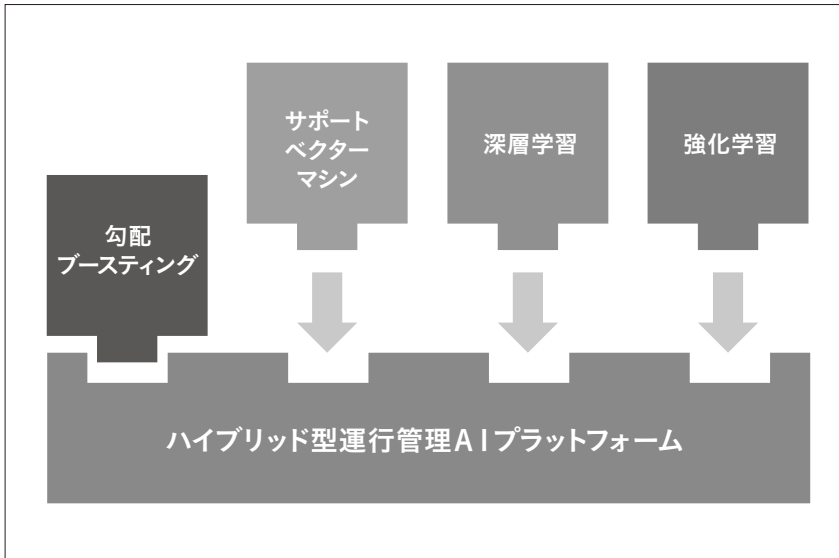 サポート
ベクター
マシン
深層学習
強化学習
勾配
ブースティング
ハイブリッド型運行管理AIプラットフォーム